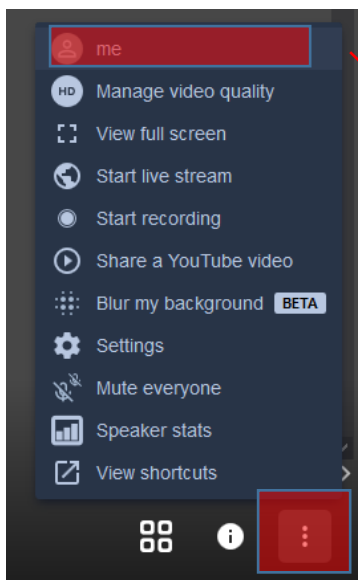 me
HD Manage video quality
View full screen
Start live stream
Start recording
Share a YouTube video
Blur my background BETA
Settings
Mute everyone
Speaker stats
View shortcuts